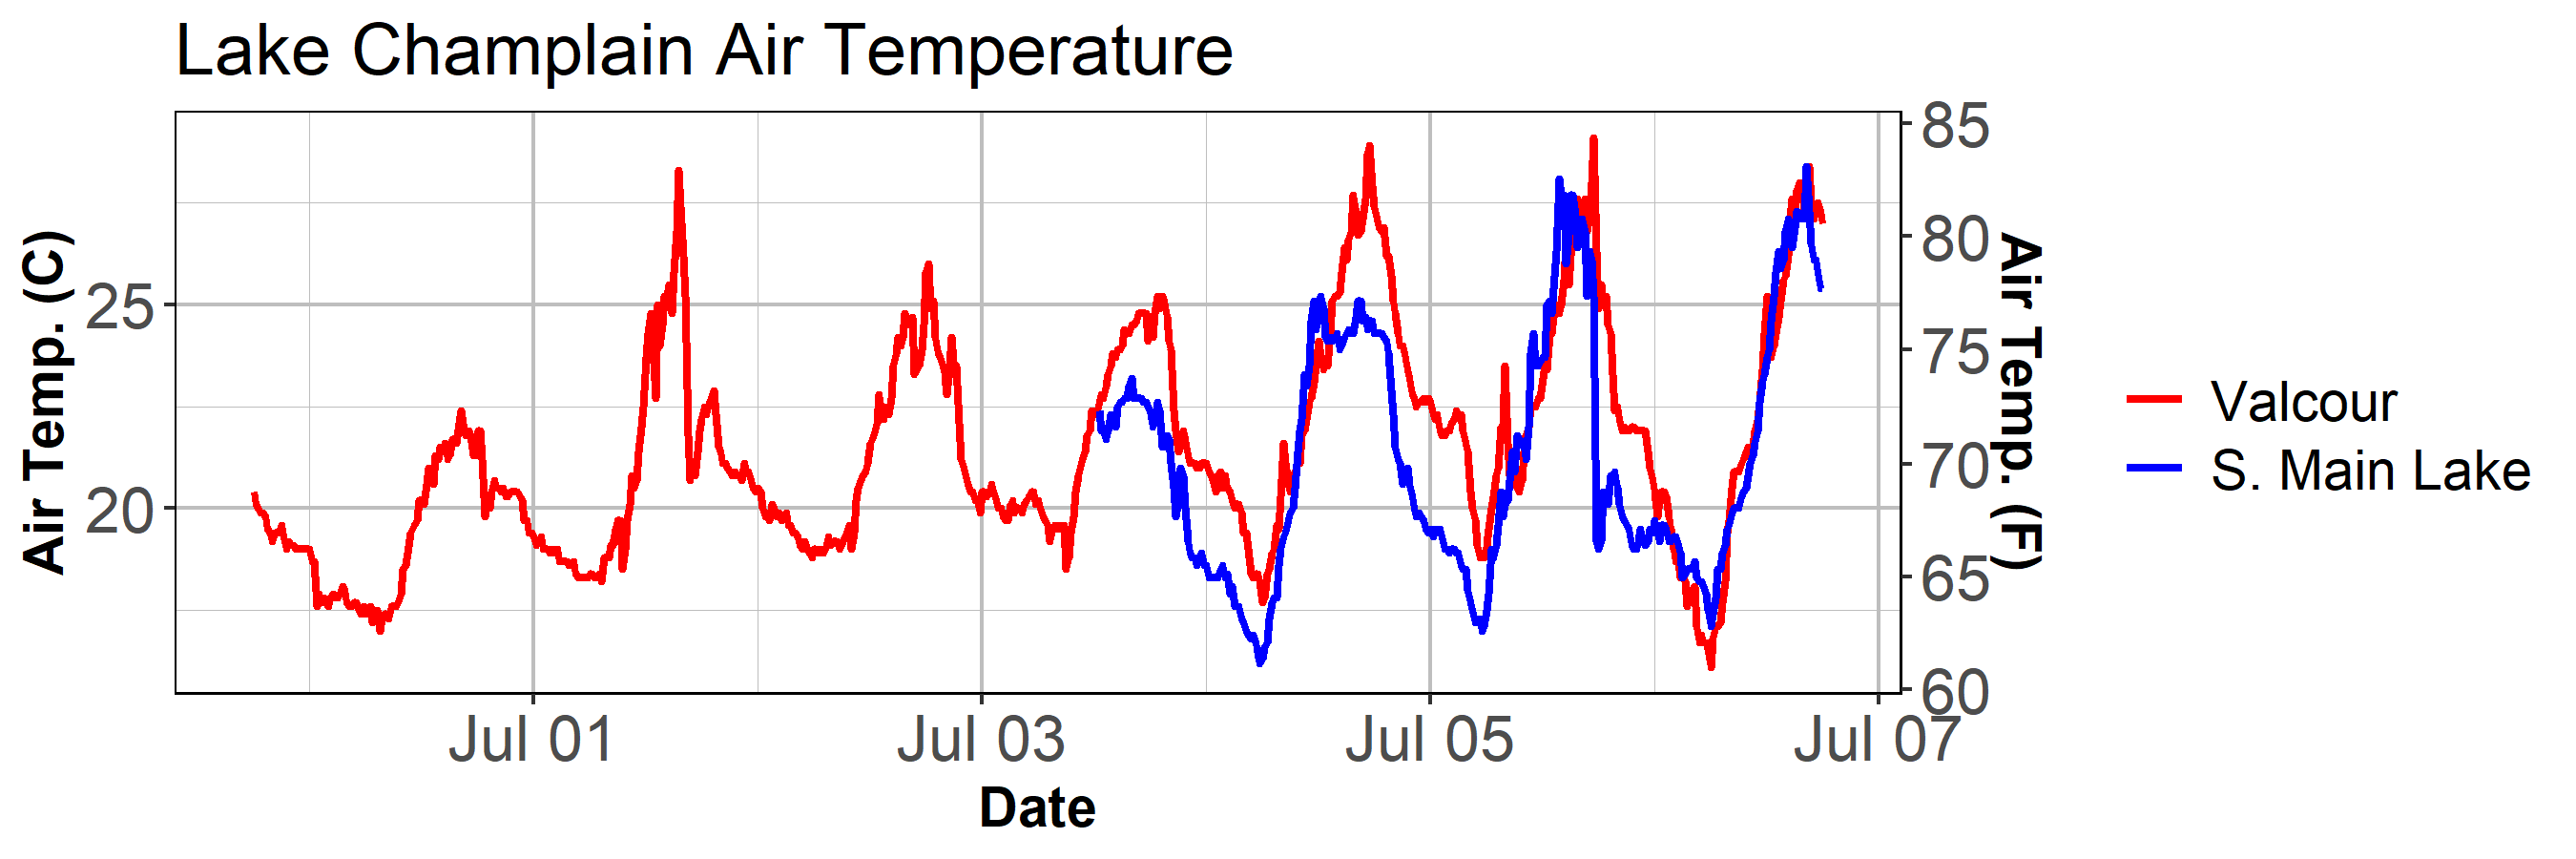 Lake Champlain Air Temperature
Air Temp. (C)
25
20
85
80
75
70
65
60
Air Temp. (F)
Jul 01
Jul 03
Jul 05
Jul 07
Date
Valcour
S. Main Lake